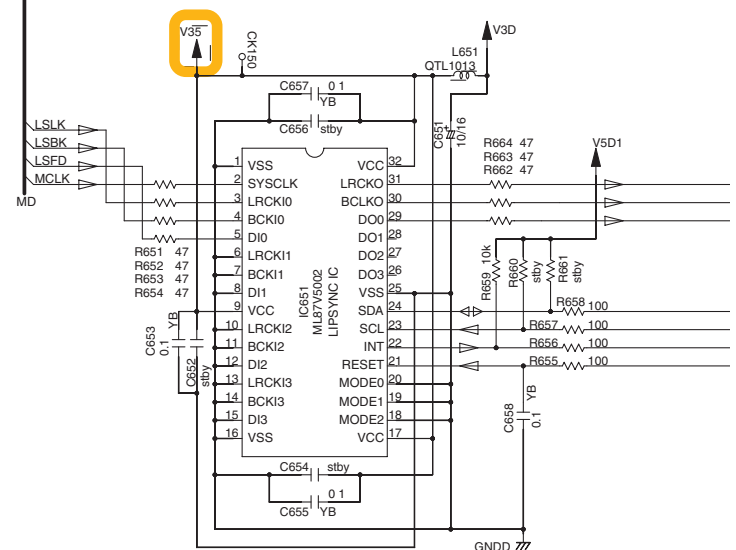 V35
CK150
V3D
L651
QTL1013
C657 0 1
YB
C656 stby
C651
10/16
LSLK
LSBK
LSFD
MCLK
MD
R664 47
R663 47
R662 47
V5D1
1 VSS
2 SYSCLK
3 LRCKI0
4 BCKI0
5 DI0
6 LRCKI1
7 BCKI1
8 DI1
9 VCC
10 LRCKI2
11 BCKI2
12 DI2
13 LRCKI3
14 BCKI3
15 DI3
16 VSS
IC651
ML87V5002
LIPSYNC IC
VCC 32
LRCKO 31
BCLKO 30
DO0 29
DO1 28
DO2 27
DO3 26
VSS 25
SDA 24
SCL 23
INT 22
RESET 21
MODE0 20
MODE1 19
MODE2 18
VCC 17
R651 47
R652 47
R653 47
R654 47
C653
0.1
YB
C652
stby
R659 10k
R660
stby
R661
stby
R658 100
R657 100
R656 100
R655 100
C658
0.1
YB
C654 stby
C655 0 1
YB
GNDD